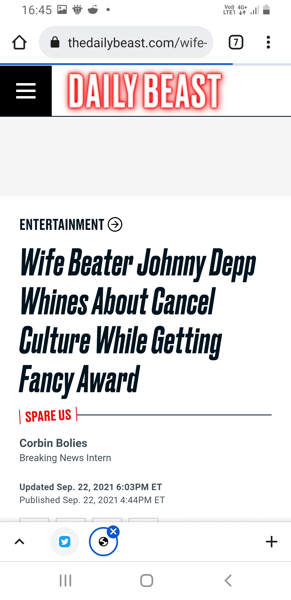 16:45
Vo)) 4G+
LTE1
thedailybeast.com/wife-
7
DAILY BEAST
ENTERTAINMENT
Wife Beater Johnny Depp
Whines About Cancel
Culture While Getting
Fancy Award
SPARE US
Corbin Bolies
Breaking News Intern
Updated Sep. 22, 2021 6:03PM ET
Published Sep. 22, 2021 4:44PM ET